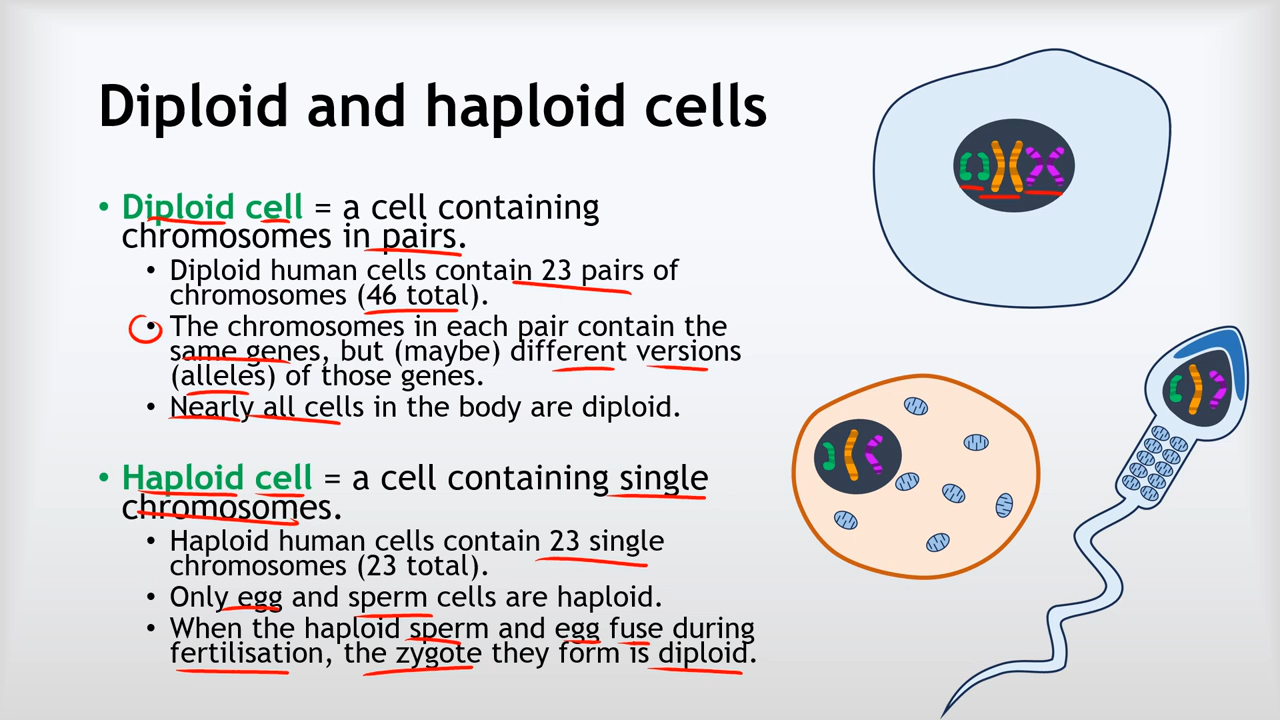 Diploid and haploid cells
• Diploid cell = a cell containing
chromosomes in pairs.
• Diploid human cells contain 23 pairs of
chromosomes (46 total).
• The chromosomes in each pair contain the
same genes, but (maybe) different versions
(alleles) of those genes.
• Nearly all cells in the body are diploid.
• Haploid cell = a cell containing single
chromosomes.
• Haploid human cells contain 23 single
chromosomes (23 total).
• Only egg and sperm cells are haploid.
• When the haploid sperm and egg fuse during
fertilisation, the zygote they form is diploid.